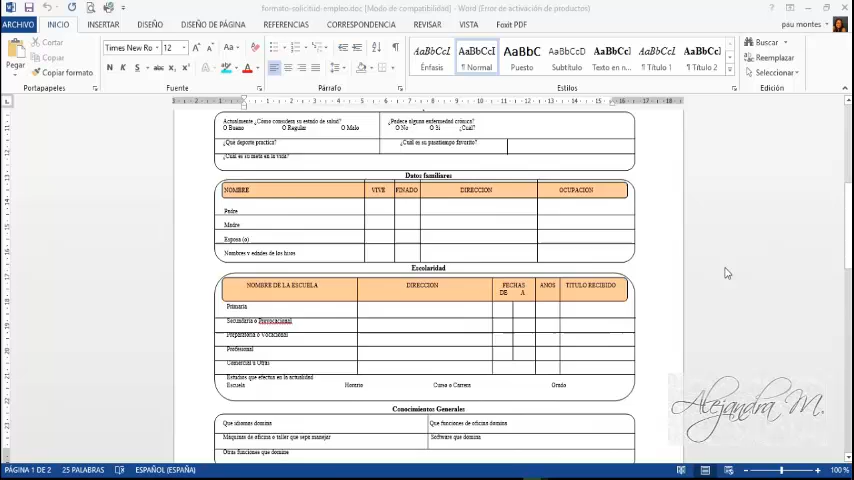 formato-solicitud-empleo.doc [Modo de compatibilidad] - Word (Error de activación de productos)
ARCHIVO INICIO INSERTAR DISEÑO DISEÑO DE PÁGINA REFERENCIAS CORRESPONDENCIA REVISAR VISTA Foxit PDF pau montes
Pegar
Cortar
Copiar
Copiar formato
Portapapeles
Times New Ro 12
Fuente
Párrafo
AaBbCcI Énfasis
AaBbCcI ¶ Normal
AaBbC Puesto
AaBbCcD Subtítulo
AaBbCcI Texto en n...
AaBbCcI ¶ Título 1
AaBbCc ¶ Título 2
Estilos
Buscar
Reemplazar
Seleccionar
Edición
Actualmente ¿Cómo considera su estado de salud? ¿Padece alguna enfermedad crónica?
O Bueno O Regular O Malo O No O Si ¿Cuál?
¿Qué deporte practica? ¿Cuál es su pasatiempo favorito?
¿Cuál es su meta en la vida?
Datos familiares
NOMBRE VIVE FINADO DIRECCION OCUPACION
Padre
Madre
Esposa (o)
Nombres y edades de los hijos
Escolaridad
NOMBRE DE LA ESCUELA DIRECCION FECHAS DE A AÑOS TITULO RECIBIDO
Primaria
Secundaria o Prevocacional
Preparatoria o Vocacional
Profesional
Comercial u Otras
Estudios que efectua en la actualidad
Escuela Horario Curso o Carrera Grado
Conocimientos Generales
Que idiomas domina Que funciones de oficina domina
Maquinas de oficina o taller que sepa manejar Software que domina
Otras funciones que domine
Alejandra M.
PÁGINA 1 DE 2 25 PALABRAS ESPAÑOL (ESPAÑA) 100 %